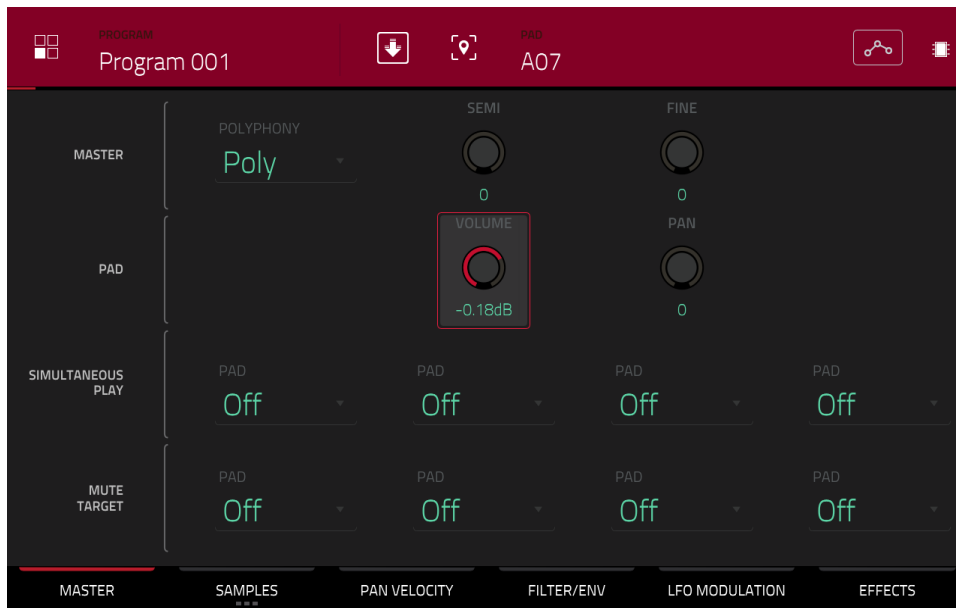 PROGRAM
Program 001
PAD
A07
MASTER
POLYPHONY
Poly
SEMI
0
FINE
0
PAD
VOLUME
-0.18dB
PAN
0
SIMULTANEOUS
PLAY
PAD
Off
PAD
Off
PAD
Off
PAD
Off
MUTE
TARGET
PAD
Off
PAD
Off
PAD
Off
PAD
Off
MASTER
SAMPLES
PAN VELOCITY
FILTER/ENV
LFO MODULATION
EFFECTS